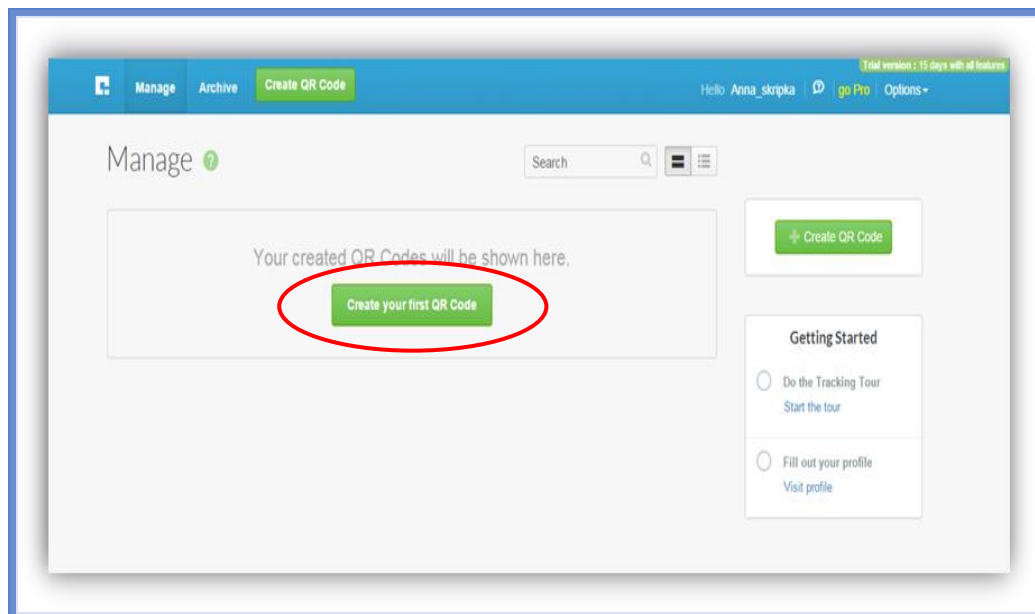 Trial version : 15 days with all features
Manage Archive Create QR Code Hello Anna_skripka go Pro Options
Manage ?
Search
Create QR Code
Your created QR Codes will be shown here.
Create your first QR Code
Getting Started
Do the Tracking Tour
Start the tour
Fill out your profile
Visit profile